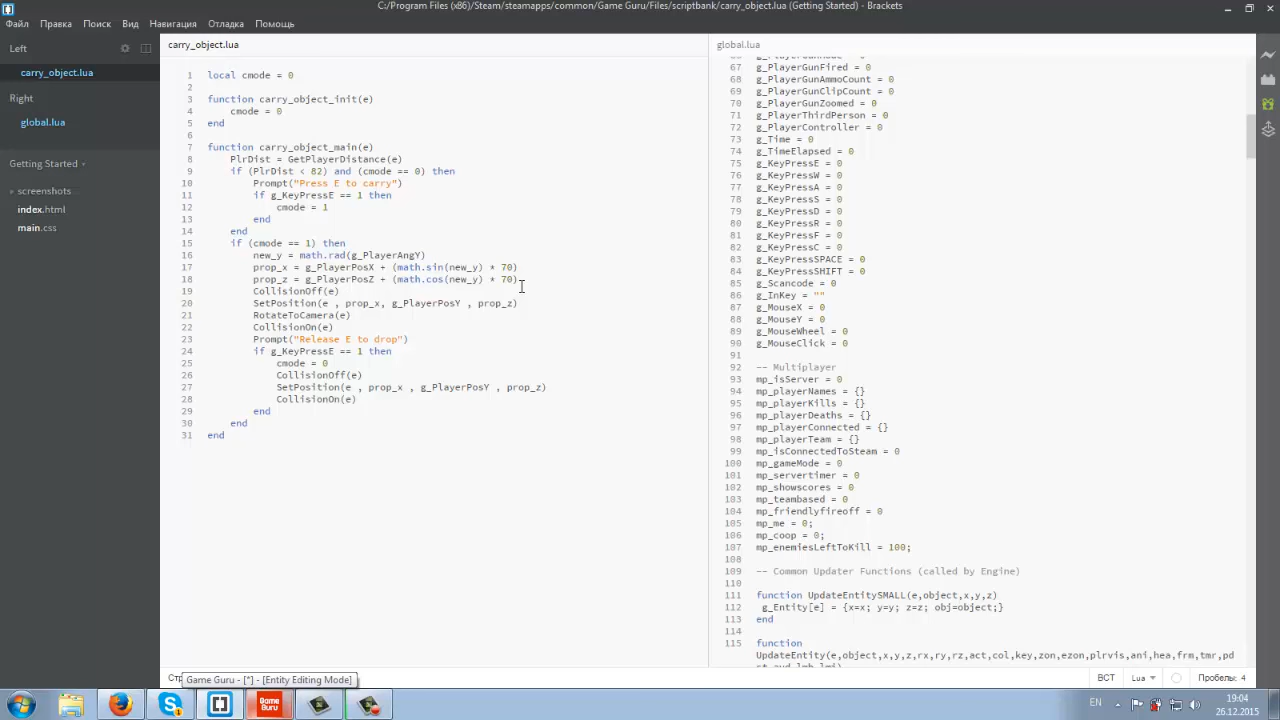 C:/Program Files (x86)/Steam/steamapps/common/Game Guru/Files/scriptbank/carry_object.lua (Getting Started) - Brackets
Файл Правка Поиск Вид Навигация Отладка Помощь
Left
carry_object.lua
Right
global.lua
Getting Started
screenshots
index.html
main.css
carry_object.lua
1 local cmode = 0
2
3 function carry_object_init(e)
4 cmode = 0
5 end
6
7 function carry_object_main(e)
8 PlrDist = GetPlayerDistance(e)
9 if (PlrDist < 82) and (cmode == 0) then
10 Prompt("Press E to carry")
11 if g_KeyPressE == 1 then
12 cmode = 1
13 end
14 end
15 if (cmode == 1) then
16 new_y = math.rad(g_PlayerAngY)
17 prop_x = g_PlayerPosX + (math.sin(new_y) * 70)
18 prop_z = g_PlayerPosZ + (math.cos(new_y) * 70)
19 CollisionOff(e)
20 SetPosition(e , prop_x, g_PlayerPosY , prop_z)
21 RotateToCamera(e)
22 CollisionOn(e)
23 Prompt("Release E to drop")
24 if g_KeyPressE == 1 then
25 cmode = 0
26 CollisionOff(e)
27 SetPosition(e , prop_x , g_PlayerPosY , prop_z)
28 CollisionOn(e)
29 end
30 end
31 end
global.lua
67 g_PlayerGunFired = 0
68 g_PlayerGunAmmoCount = 0
69 g_PlayerGunClipCount = 0
70 g_PlayerGunZoomed = 0
71 g_PlayerThirdPerson = 0
72 g_PlayerController = 0
73 g_Time = 0
74 g_TimeElapsed = 0
75 g_KeyPressE = 0
76 g_KeyPressW = 0
77 g_KeyPressA = 0
78 g_KeyPressS = 0
79 g_KeyPressD = 0
80 g_KeyPressR = 0
81 g_KeyPressF = 0
82 g_KeyPressC = 0
83 g_KeyPressSPACE = 0
84 g_KeyPressSHIFT = 0
85 g_Scancode = 0
86 g_InKey = ""
87 g_MouseX = 0
88 g_MouseY = 0
89 g_MouseWheel = 0
90 g_MouseClick = 0
91
92 -- Multiplayer
93 mp_isServer = 0
94 mp_playerNames = {}
95 mp_playerKills = {}
96 mp_playerDeaths = {}
97 mp_playerConnected = {}
98 mp_playerTeam = {}
99 mp_isConnectedToSteam = 0
100 mp_gameMode = 0
101 mp_servertimer = 0
102 mp_showscores = 0
103 mp_teambased = 0
104 mp_friendlyfireoff = 0
105 mp_me = 0;
106 mp_coop = 0;
107 mp_enemiesLeftToKill = 100;
108
109 -- Common Updater Functions (called by Engine)
110
111 function UpdateEntitySMALL(e,object,x,y,z)
112 g_Entity[e] = {x=x; y=y; z=z; obj=object;}
113 end
114
115 function
UpdateEntity(e,object,x,y,z,rx,ry,rz,act,col,key,zon,ezon,plrvis,ani,hea,frm,tmr,pd
Game Guru - [*] - [Entity Editing Mode]
ВСТ Lua Пробелы: 4
EN 19:04
26.12.2015